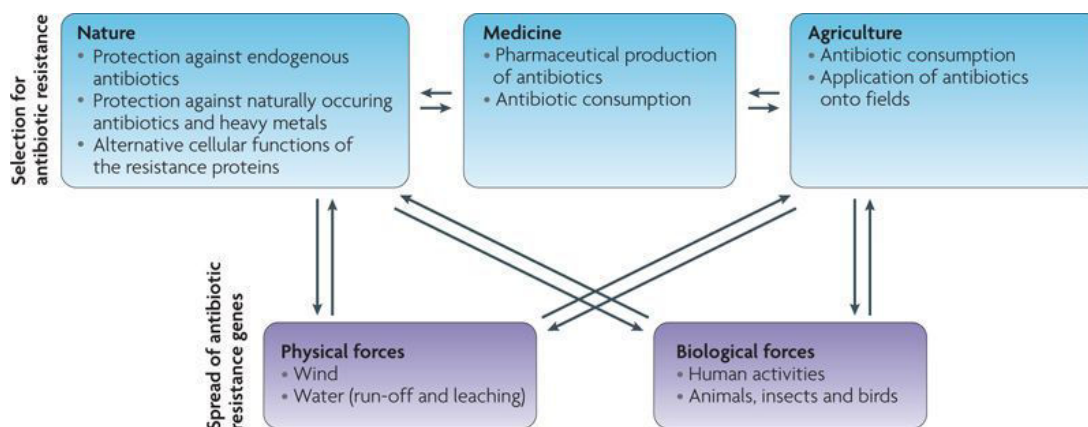 Selection for
antibiotic resistance
Nature
• Protection against endogenous
antibiotics
• Protection against naturally occuring
antibiotics and heavy metals
• Alternative cellular functions of
the resistance proteins
Medicine
• Pharmaceutical production
of antibiotics
• Antibiotic consumption
Agriculture
• Antibiotic consumption
• Application of antibiotics
onto fields
Spread of antibiotic
resistance genes
Physical forces
• Wind
• Water (run-off and leaching)
Biological forces
• Human activities
• Animals, insects and birds